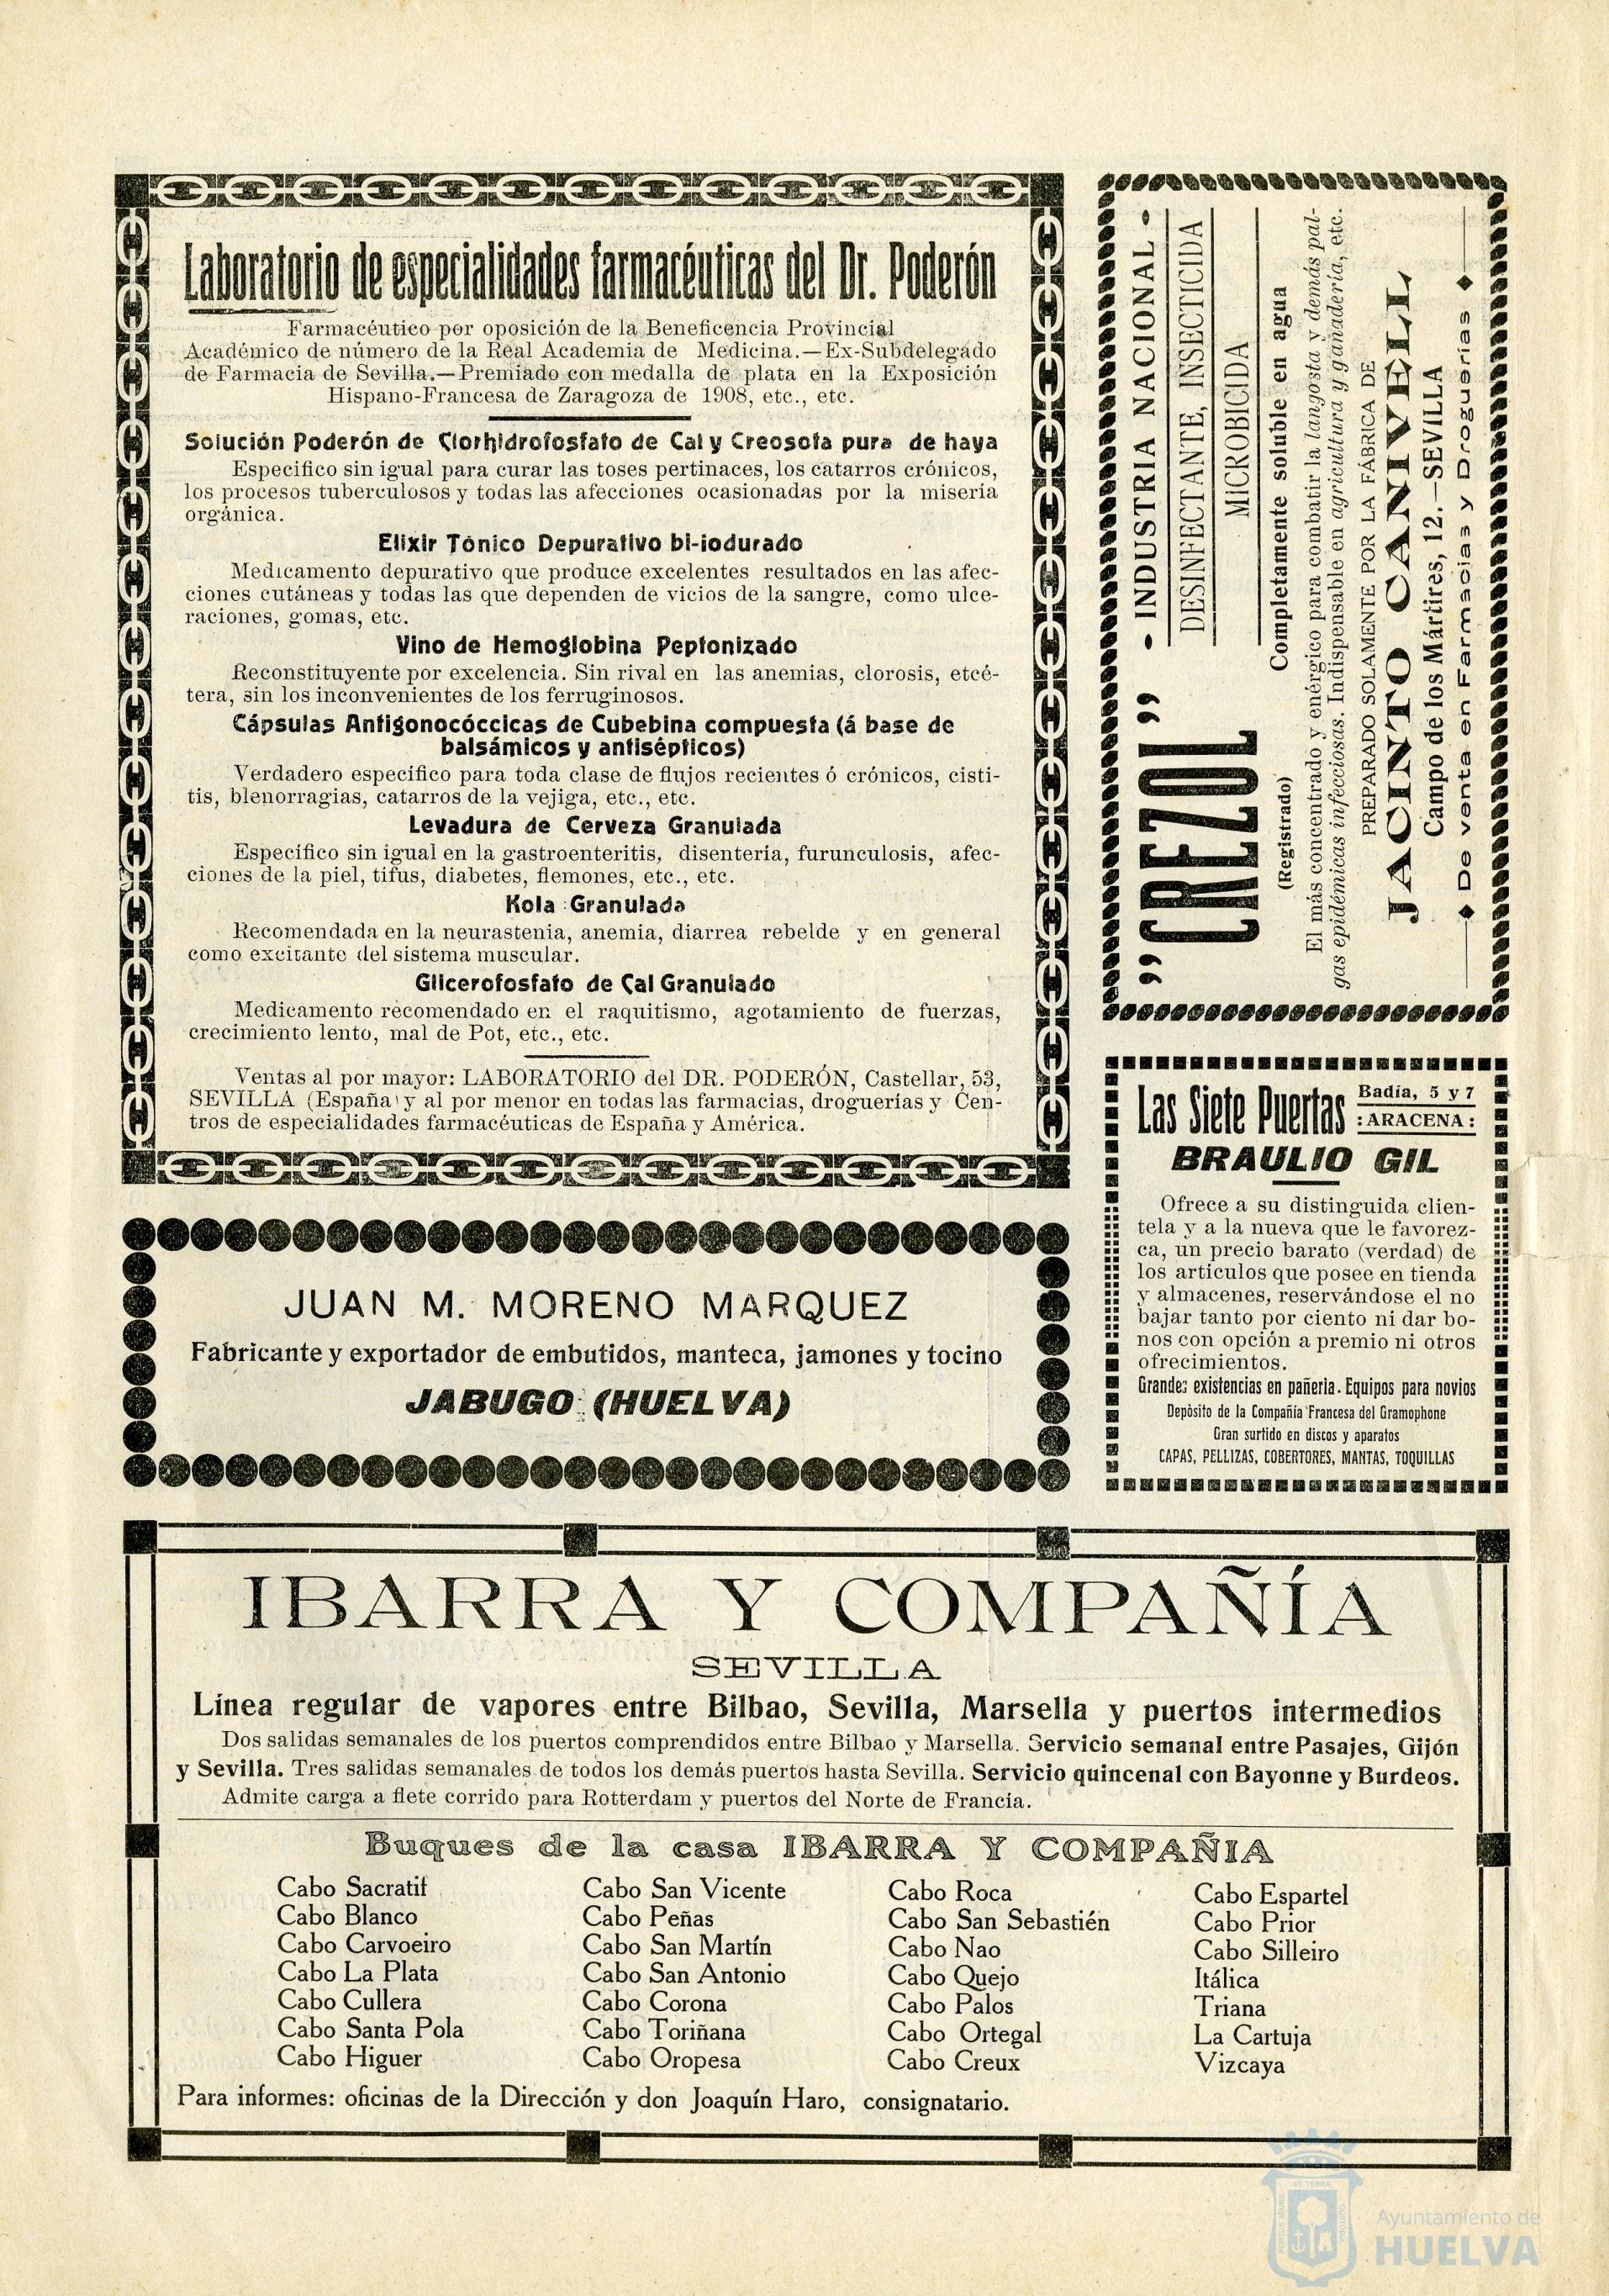 Laboratorio de especialidades farmacéuticas del Dr. Poderón
Farmacéutico por oposición de la Beneficencia Provincial
Académico de número de la Real Academia de Medicina.—Ex-Subdelegado
de Farmacia de Sevilla.—Premiado con medalla de plata en la Exposición
Hispano-Francesa de Zaragoza de 1908, etc., etc.
Solución Poderón de Clorhidrofosfato de Cal y Creosota pura de haya
Especifico sin igual para curar las toses pertinaces, los catarros crónicos,
los procesos tuberculosos y todas las afecciones ocasionadas por la miseria
orgánica.
Elixir Tónico Depurativo bi-iodurado
Medicamento depurativo que produce excelentes resultados en las afec-
ciones cutáneas y todas las que dependen de vicios de la sangre, como ulce-
raciones, gomas, etc.
Vino de Hemoglobina Peptonizado
Reconstituyente por excelencia. Sin rival en las anemias, clorosis, etcé-
tera, sin los inconvenientes de los ferruginosos.
Cápsulas Antigonocóccicas de Cubebina compuesta (á base de
balsámicos y antisépticos)
Verdadero especifico para toda clase de flujos recientes ó crónicos, cisti-
tis, blenorragias, catarros de la vejiga, etc., etc.
Levadura de Cerveza Granulada
Específico sin igual en la gastroenteritis, disentería, furunculosis, afec-
ciones de la piel, tifus, diabetes, flemones, etc., etc.
Kola Granulada
Recomendada en la neurastenia, anemia, diarrea rebelde y en general
como excitante del sistema muscular.
Glicerofosfato de Cal Granulado
Medicamento recomendado en el raquitismo, agotamiento de fuerzas,
crecimiento lento, mal de Pot, etc., etc.
Ventas al por mayor: LABORATORIO del DR. PODERÓN, Castellar, 53,
SEVILLA (España) y al por menor en todas las farmacias, droguerías y Cen-
tros de especialidades farmacéuticas de España y América.
"CREZOL"
(Registrado)
- INDUSTRIA NACIONAL -
DESINFECTANTE, INSECTICIDA
MICROBICIDA
Completamente soluble en agua
El más concentrado y enérgico para combatir la langosta y demás pal-
gas epidémicas infecciosas. Indispensable en agricultura y gañadería, etc.
PREPARADO SOLAMENTE POR LA FÁBRICA DE
JACINTO CANIVELL
Campo de los Mártires, 12.—SEVILLA
De venta en Farmacias y Droguerías
Las Siete Puertas
Badía, 5 y 7
:ARACENA:
BRAULIO GIL
Ofrece a su distinguida clien-
tela y a la nueva que le favorez-
ca, un precio barato (verdad) de
los articulos que posee en tienda
y almacenes, reservándose el no
bajar tanto por ciento ni dar bo-
nos con opción a premio ni otros
ofrecimientos.
Grandes existencias en pañeria. Equipos para novios
Depósito de la Compañía Francesa del Gramophone
Gran surtido en discos y aparatos
CAPAS, PELLIZAS, COBERTORES, MANTAS, TOQUILLAS
JUAN M. MORENO MARQUEZ
Fabricante y exportador de embutidos, manteca, jamones y tocino
JABUGO (HUELVA)
IBARRA Y COMPAÑÍA
SEVILLA
Línea regular de vapores entre Bilbao, Sevilla, Marsella y puertos intermedios
Dos salidas semanales de los puertos comprendidos entre Bilbao y Marsella. Servicio semanal entre Pasajes, Gijón
y Sevilla. Tres salidas semanales de todos los demás puertos hasta Sevilla. Servicio quincenal con Bayonne y Burdeos.
Admite carga a flete corrido para Rotterdam y puertos del Norte de Francia.
Buques de la casa IBARRA Y COMPAÑIA
Cabo Sacratif
Cabo Blanco
Cabo Carvoeiro
Cabo La Plata
Cabo Cullera
Cabo Santa Pola
Cabo Higuer
Cabo San Vicente
Cabo Peñas
Cabo San Martín
Cabo San Antonio
Cabo Corona
Cabo Toriñana
Cabo Oropesa
Cabo Roca
Cabo San Sebastién
Cabo Nao
Cabo Quejo
Cabo Palos
Cabo Ortegal
Cabo Creux
Cabo Espartel
Cabo Prior
Cabo Silleiro
Itálica
Triana
La Cartuja
Vizcaya
Para informes: oficinas de la Dirección y don Joaquín Haro, consignatario.
Ayuntamiento de
HUELVA